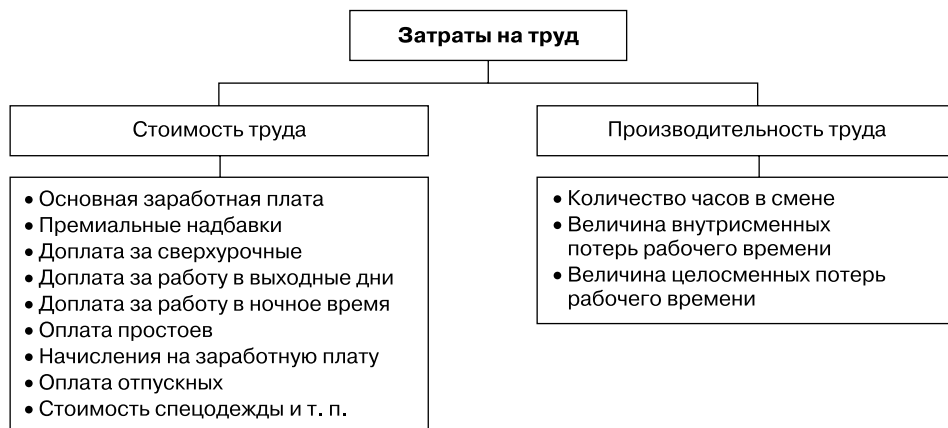 Затраты на труд
Стоимость труда
• Основная заработная плата
• Премиальные надбавки
• Доплата за сверхурочные
• Доплата за работу в выходные дни
• Доплата за работу в ночное время
• Оплата простоев
• Начисления на заработную плату
• Оплата отпускных
• Стоимость спецодежды и т. п.
Производительность труда
• Количество часов в смене
• Величина внутрисменных
потерь рабочего времени
• Величина целосменных потерь
рабочего времени